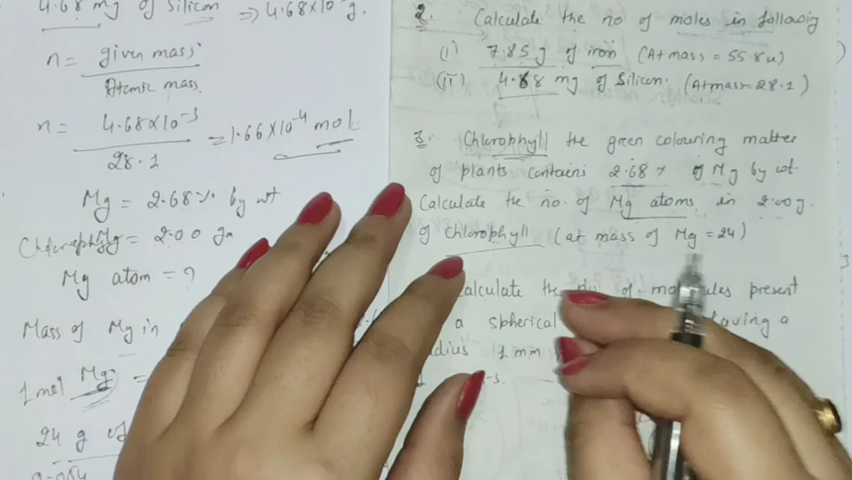 4.68 mg of Silicon => 4.68×10 g.
n = given mass
Atomic mass.
n = 4.68×10⁻³ = 1.66×10⁻⁴ mol
28.1
Mg = 2.68% by wt
= 2.00 gm
Mg atom = ?
Mass of Mg in
1 mol Mg =
24 g of
2. Calculate the no of moles in following
(i) 7.85 g of iron (At mass = 55.8u)
(ii) 4.68 mg of Silicon. (At mass = 28.1)
3. Chlorophyll the green colouring matter
of plants contains 2.68% of Mg by wt
Calculate the no. of Mg atoms in 2.00g.
of chlorophyll (at mass of Mg = 24)
calculate the of present
a spherical having a
1 mm